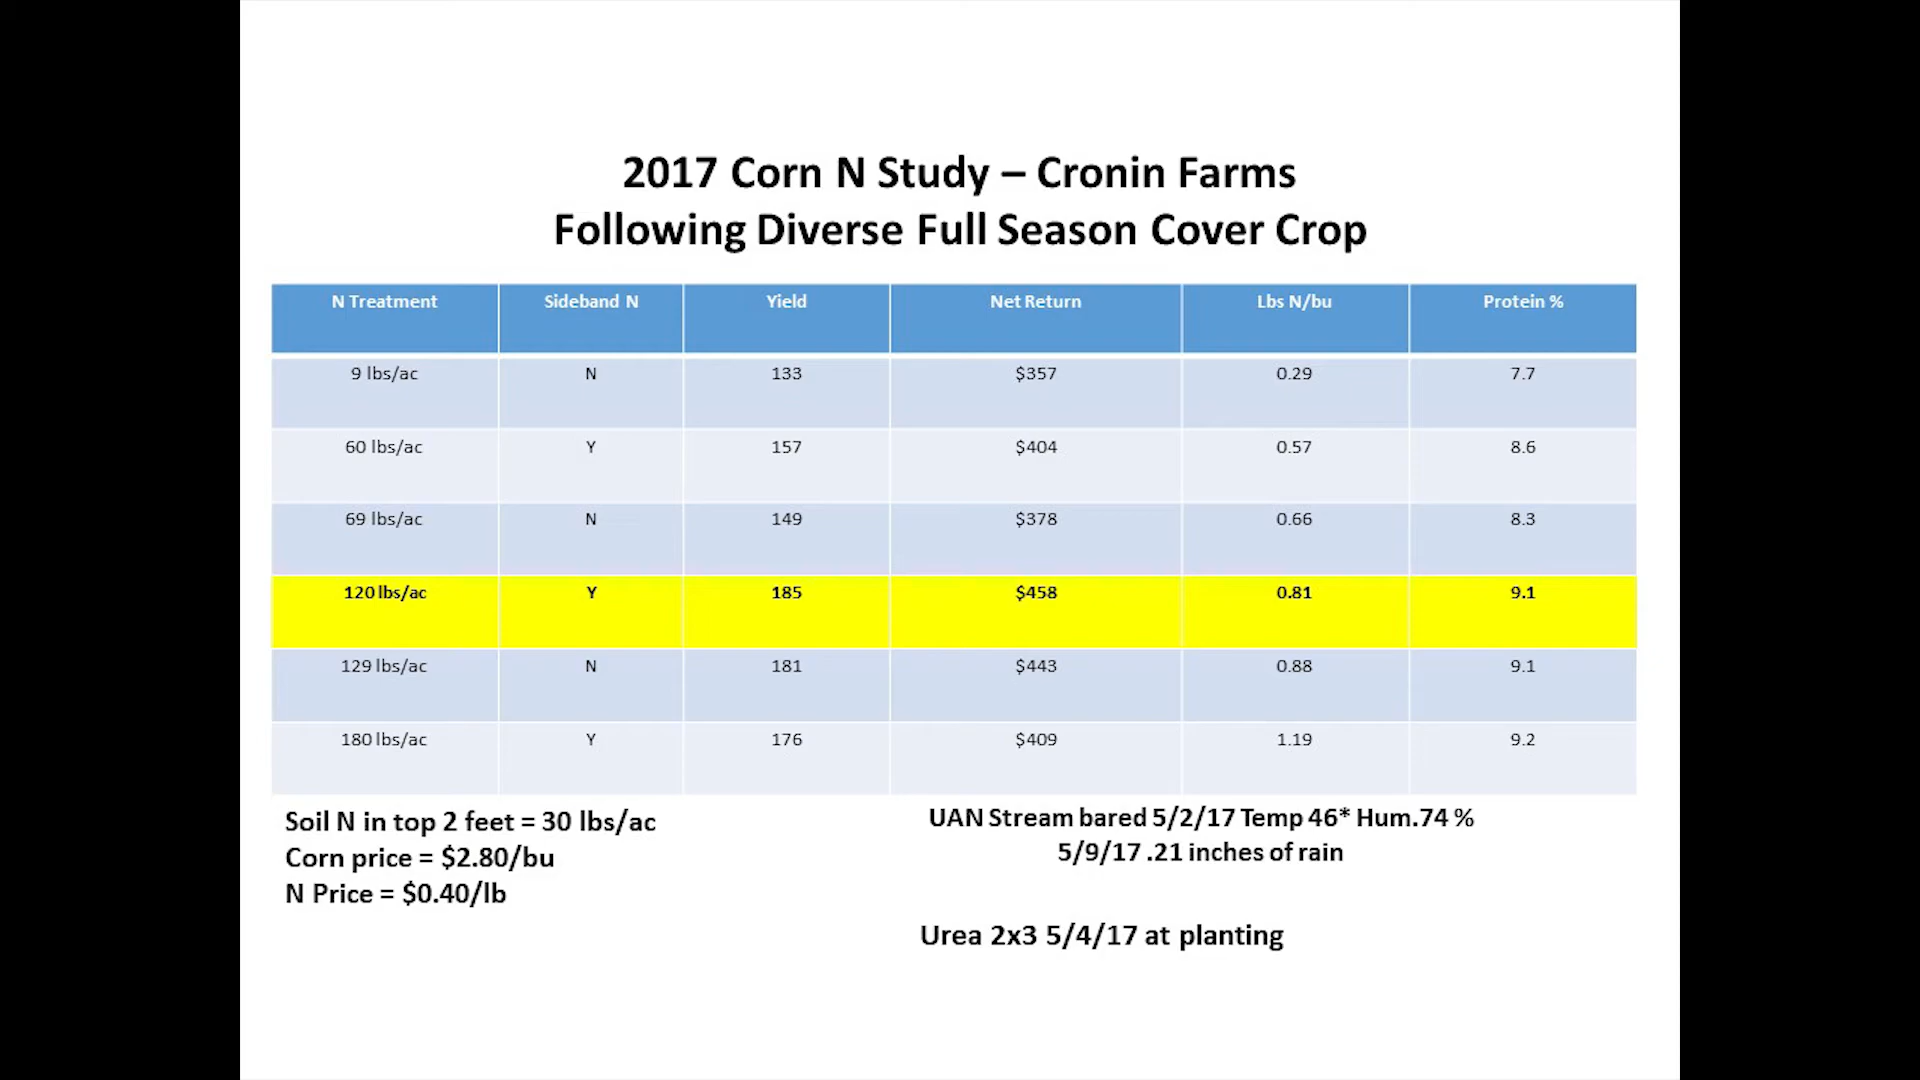 2017 Corn N Study – Cronin Farms
Following Diverse Full Season Cover Crop
N Treatment Sideband N Yield Net Return Lbs N/bu Protein %
9 lbs/ac N 133 $357 0.29 7.7
60 lbs/ac Y 157 $404 0.57 8.6
69 lbs/ac N 149 $378 0.66 8.3
120 lbs/ac Y 185 $458 0.81 9.1
129 lbs/ac N 181 $443 0.88 9.1
180 lbs/ac Y 176 $409 1.19 9.2
Soil N in top 2 feet = 30 lbs/ac
Corn price = $2.80/bu
N Price = $0.40/lb
UAN Stream bared 5/2/17 Temp 46* Hum.74 %
5/9/17 .21 inches of rain
Urea 2x3 5/4/17 at planting